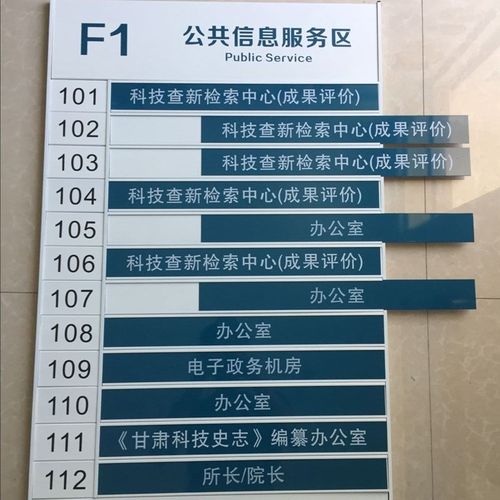 F1 公共信息服务区
Public Service
101 科技查新检索中心(成果评价)
102 科技查新检索中心(成果评价)
103 科技查新检索中心(成果评价)
104 科技查新检索中心(成果评价)
105 办公室
106 科技查新检索中心(成果评价)
107 办公室
108 办公室
109 电子政务机房
110 办公室
111 《甘肃科技史志》编纂办公室
112 所长/院长